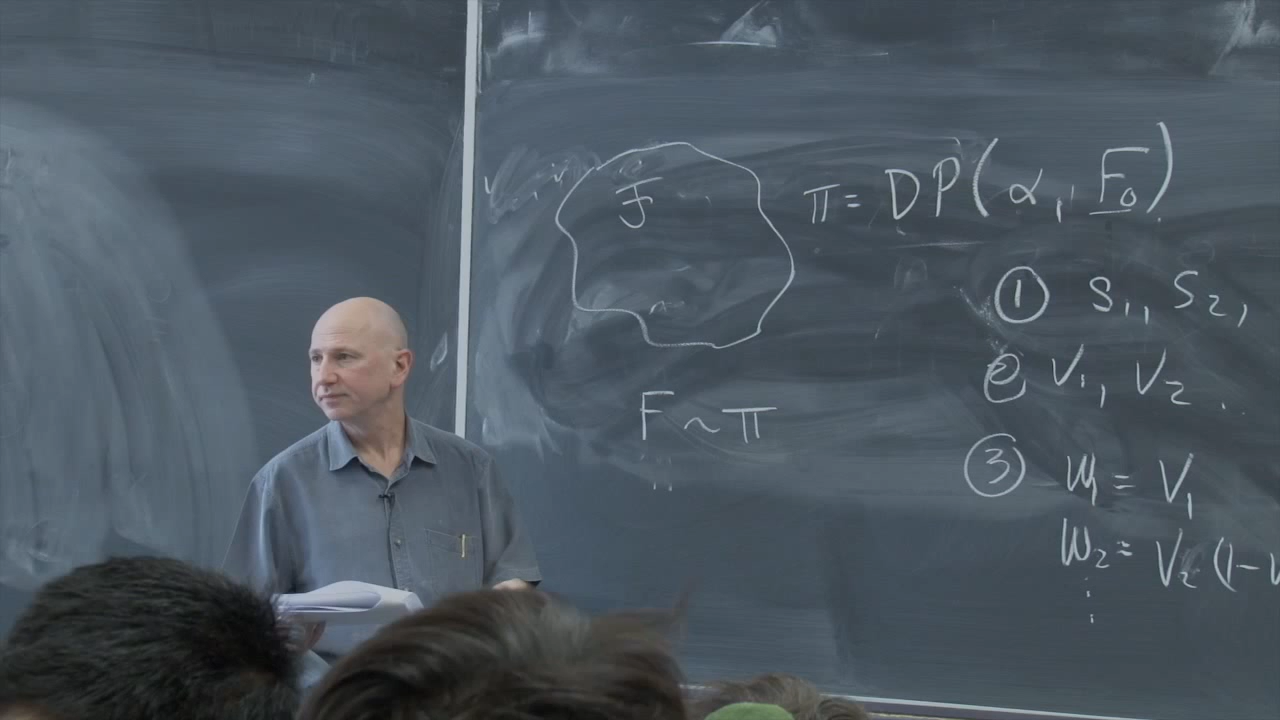 𝓕
π = DP(α, F₀)
① S₁, S₂,
② V₁, V₂ ..
F ~ π
③ W₁ = V₁
W₂ = V₂ (1-V